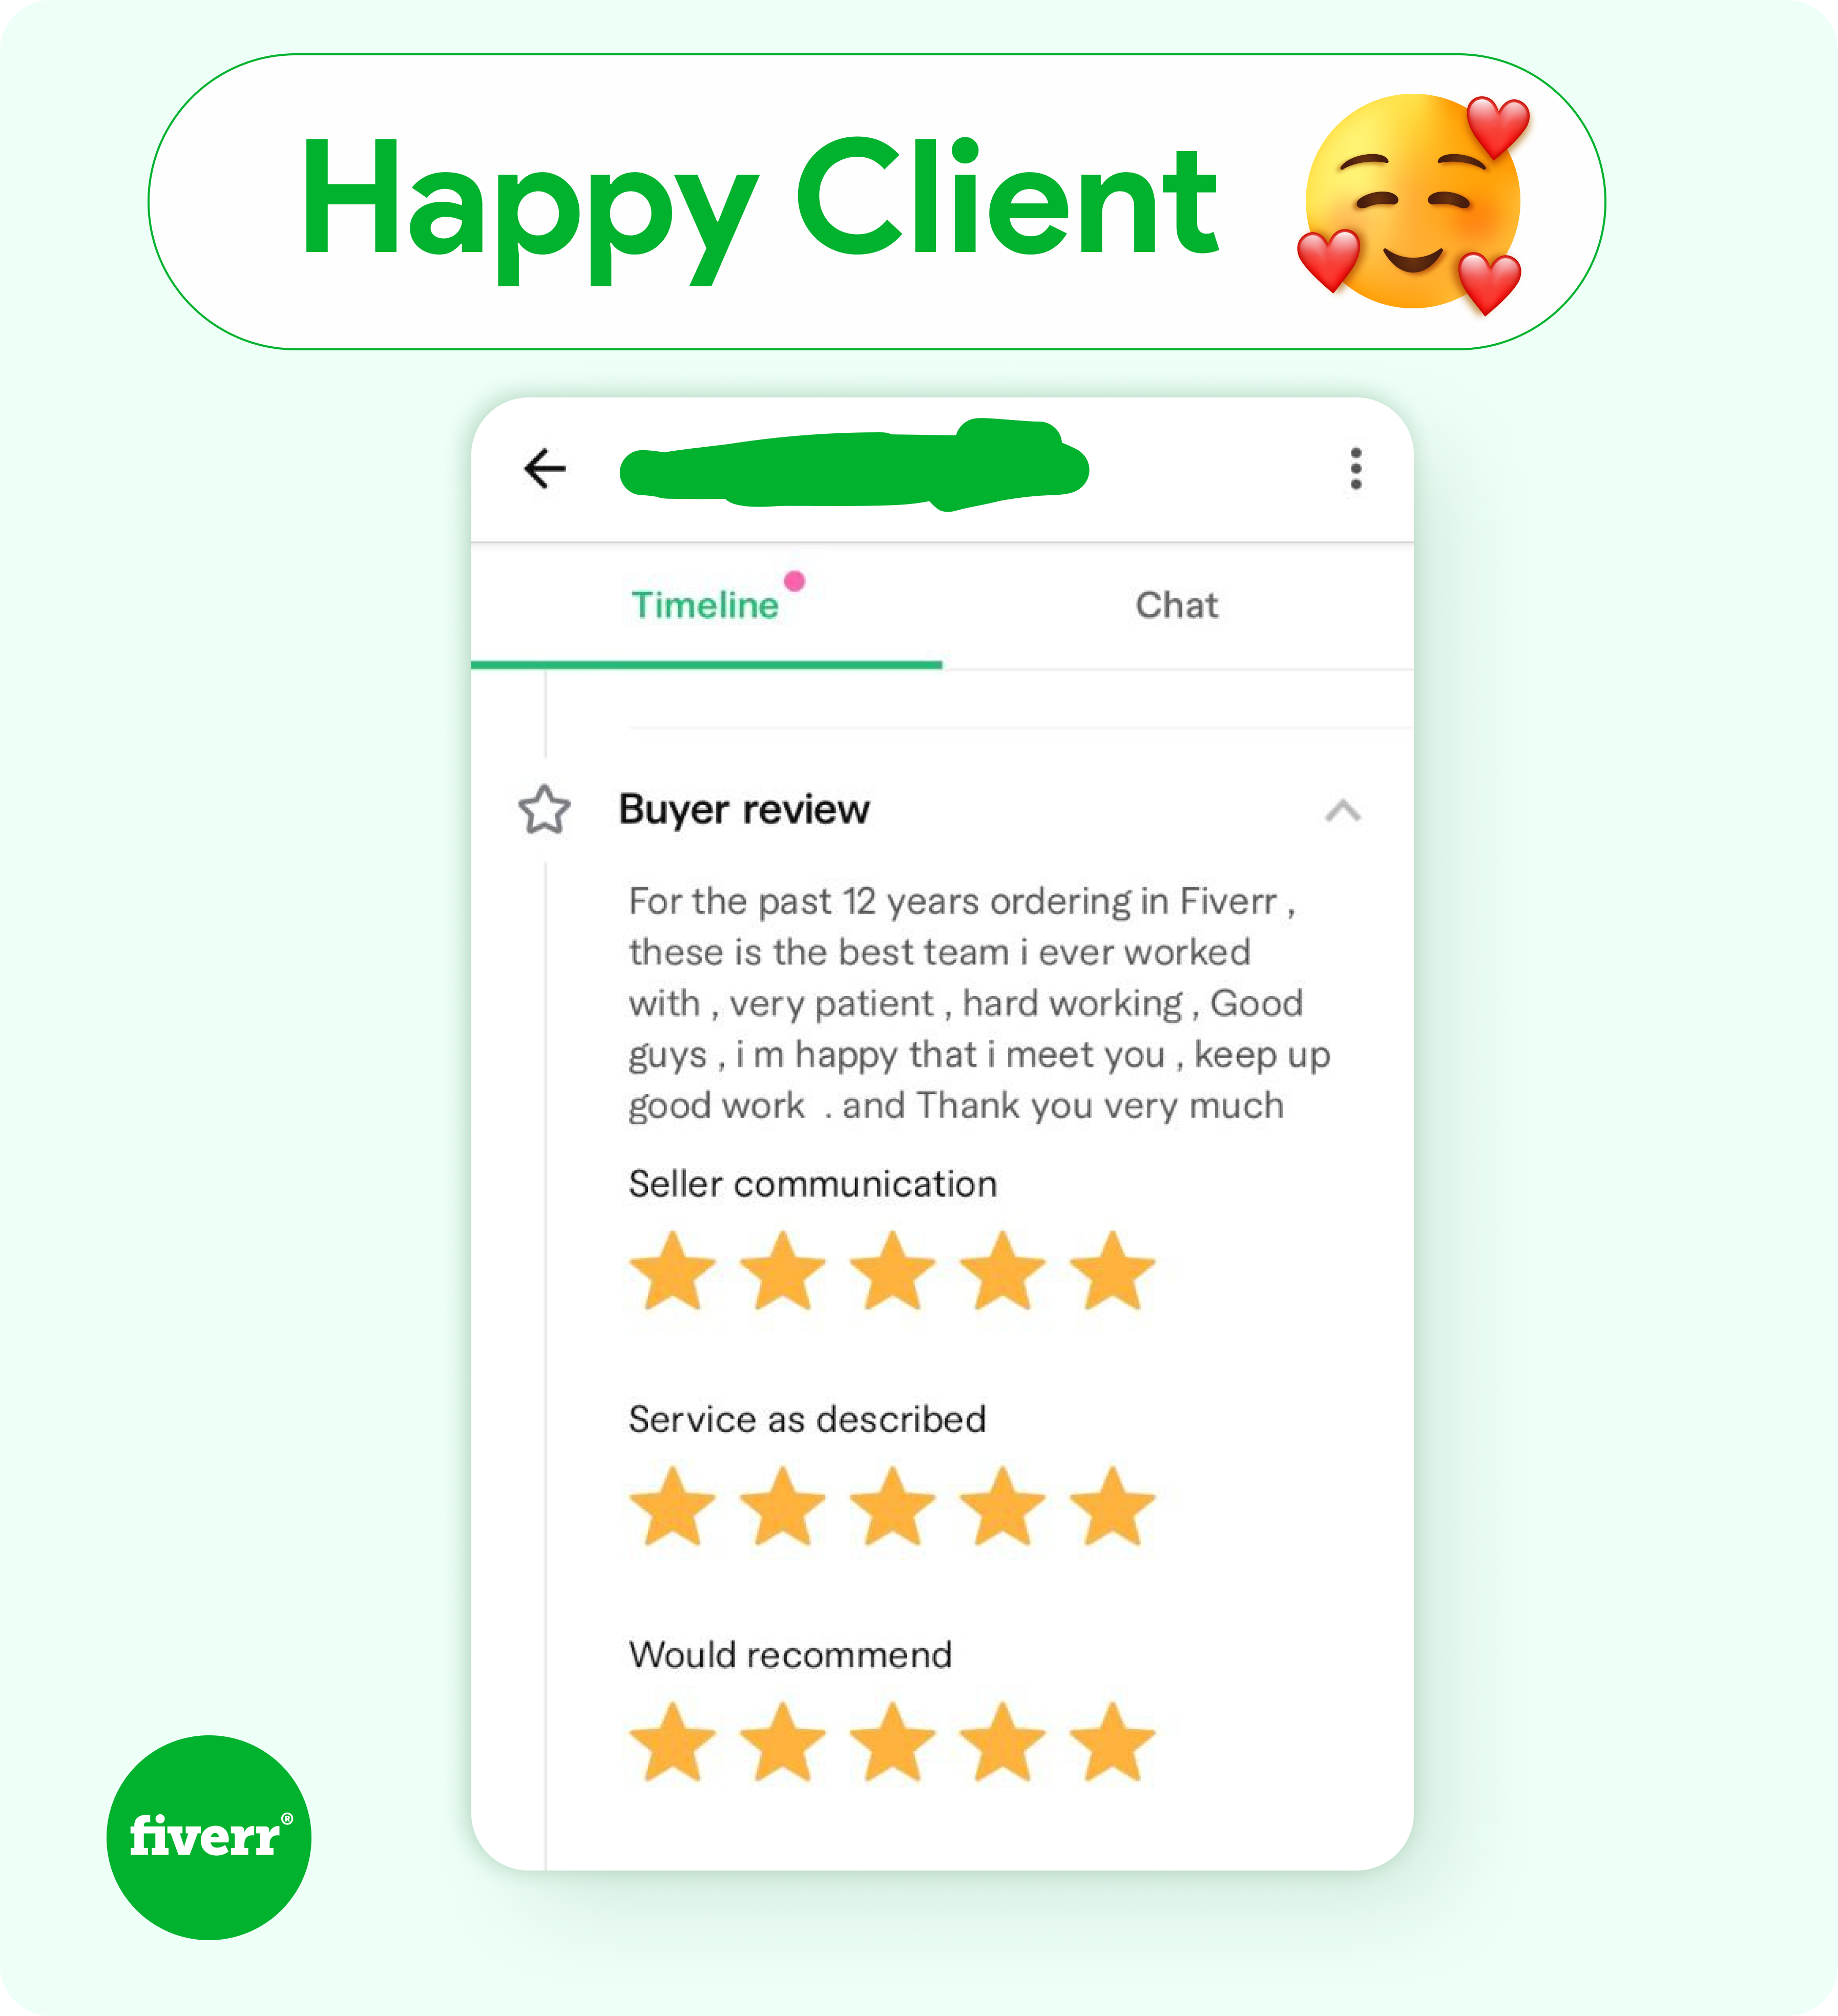 Happy Client
Timeline
Chat
Buyer review
For the past 12 years ordering in Fiverr ,
these is the best team i ever worked
with , very patient , hard working , Good
guys , i m happy that i meet you , keep up
good work  . and Thank you very much
Seller communication
Service as described
Would recommend
fiverr®